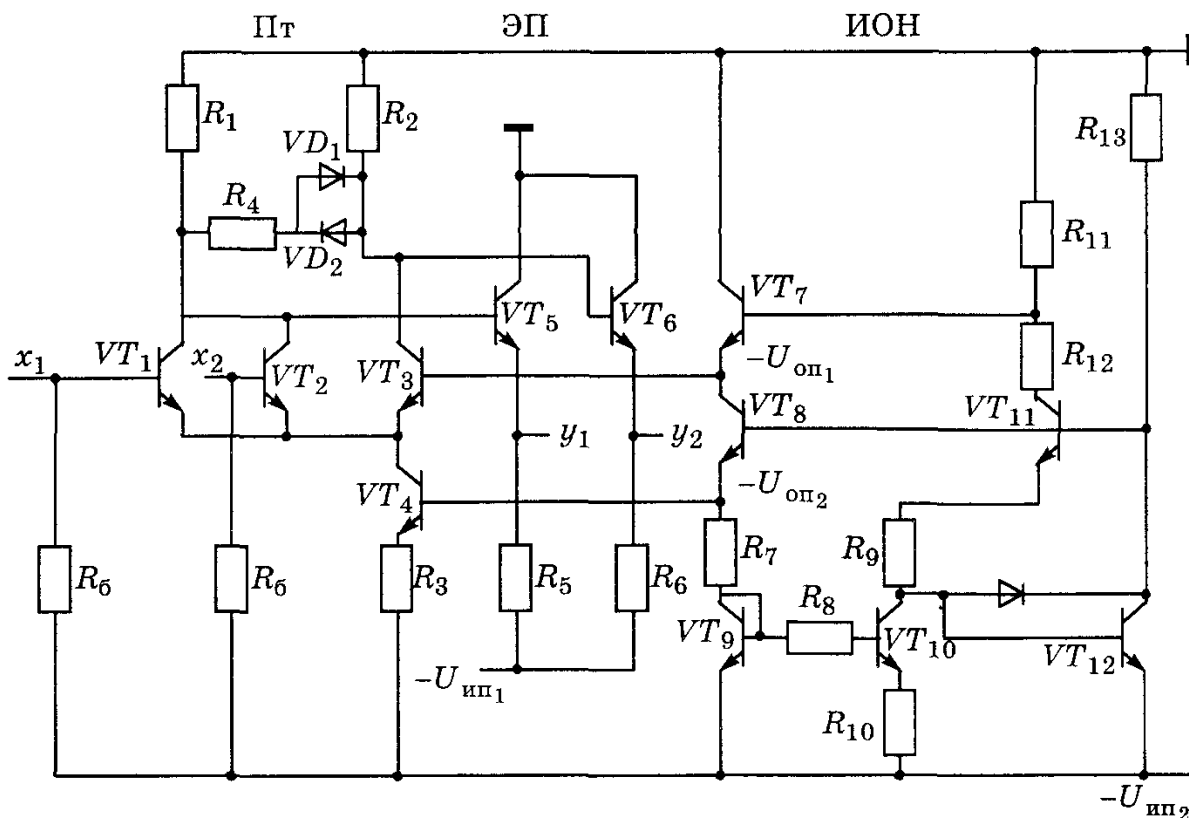 Пт ЭП ИОН
R1 R2 R13
VD1
R4 R11
VD2
VT7
VT5 VT6
x1 VT1 x2 VT2 VT3 −Uоп1 R12
VT8 VT11
y1 y2
VT4 −Uоп2
R7 R9
Rб Rб R3 R5 R6
R8
VT9 VT10 VT12
−Uип1
R10
−Uип2